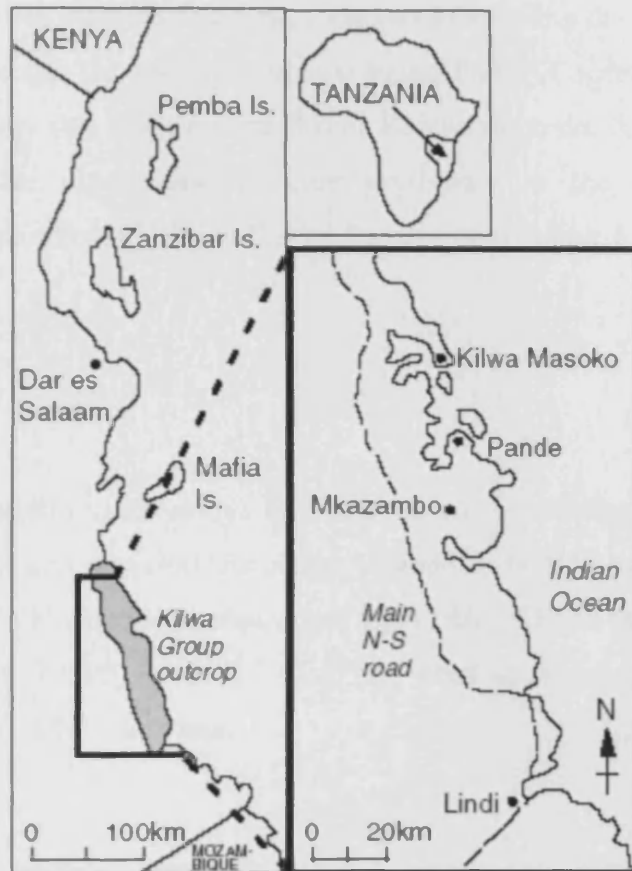 KENYA
Pemba Is.
Zanzibar Is.
Dar es
Salaam
Mafia
Is.
Kilwa
Group
outcrop
0 100km
MOZAM-
BIQUE
TANZANIA
Kilwa Masoko
Pande
Mkazambo
Indian
Ocean
Main
N-S
road
N
Lindi
0 20km